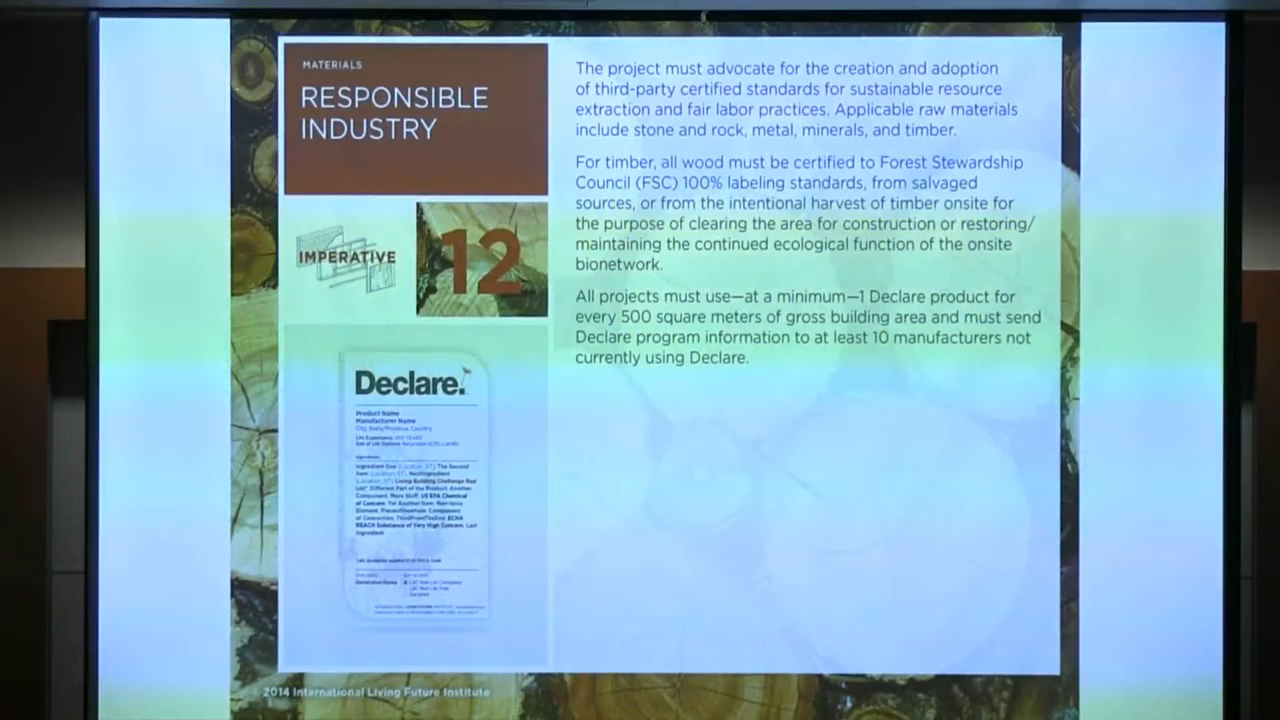 MATERIALS
RESPONSIBLE
INDUSTRY
IMPERATIVE
12
Declare.
Product Name
Manufacturer Name
City, State/Province, Country
The project must advocate for the creation and adoption
of third-party certified standards for sustainable resource
extraction and fair labor practices. Applicable raw materials
include stone and rock, metal, minerals, and timber.
For timber, all wood must be certified to Forest Stewardship
Council (FSC) 100% labeling standards, from salvaged
sources, or from the intentional harvest of timber onsite for
the purpose of clearing the area for construction or restoring/
maintaining the continued ecological function of the onsite
bionetwork.
All projects must use—at a minimum—1 Declare product for
every 500 square meters of gross building area and must send
Declare program information to at least 10 manufacturers not
currently using Declare.
2014 International Living Future Institute